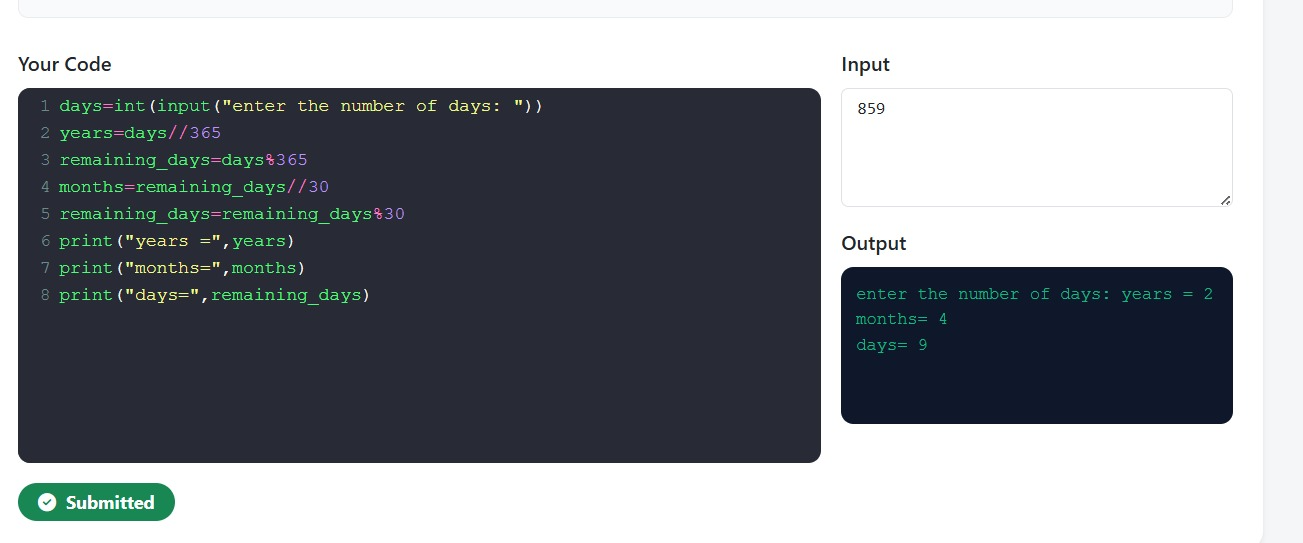 Your Code
1 days=int(input("enter the number of days: "))
2 years=days//365
3 remaining_days=days%365
4 months=remaining_days//30
5 remaining_days=remaining_days%30
6 print("years =",years)
7 print("months=",months)
8 print("days=",remaining_days)
Submitted
Input
859
Output
enter the number of days: years = 2
months= 4
days= 9